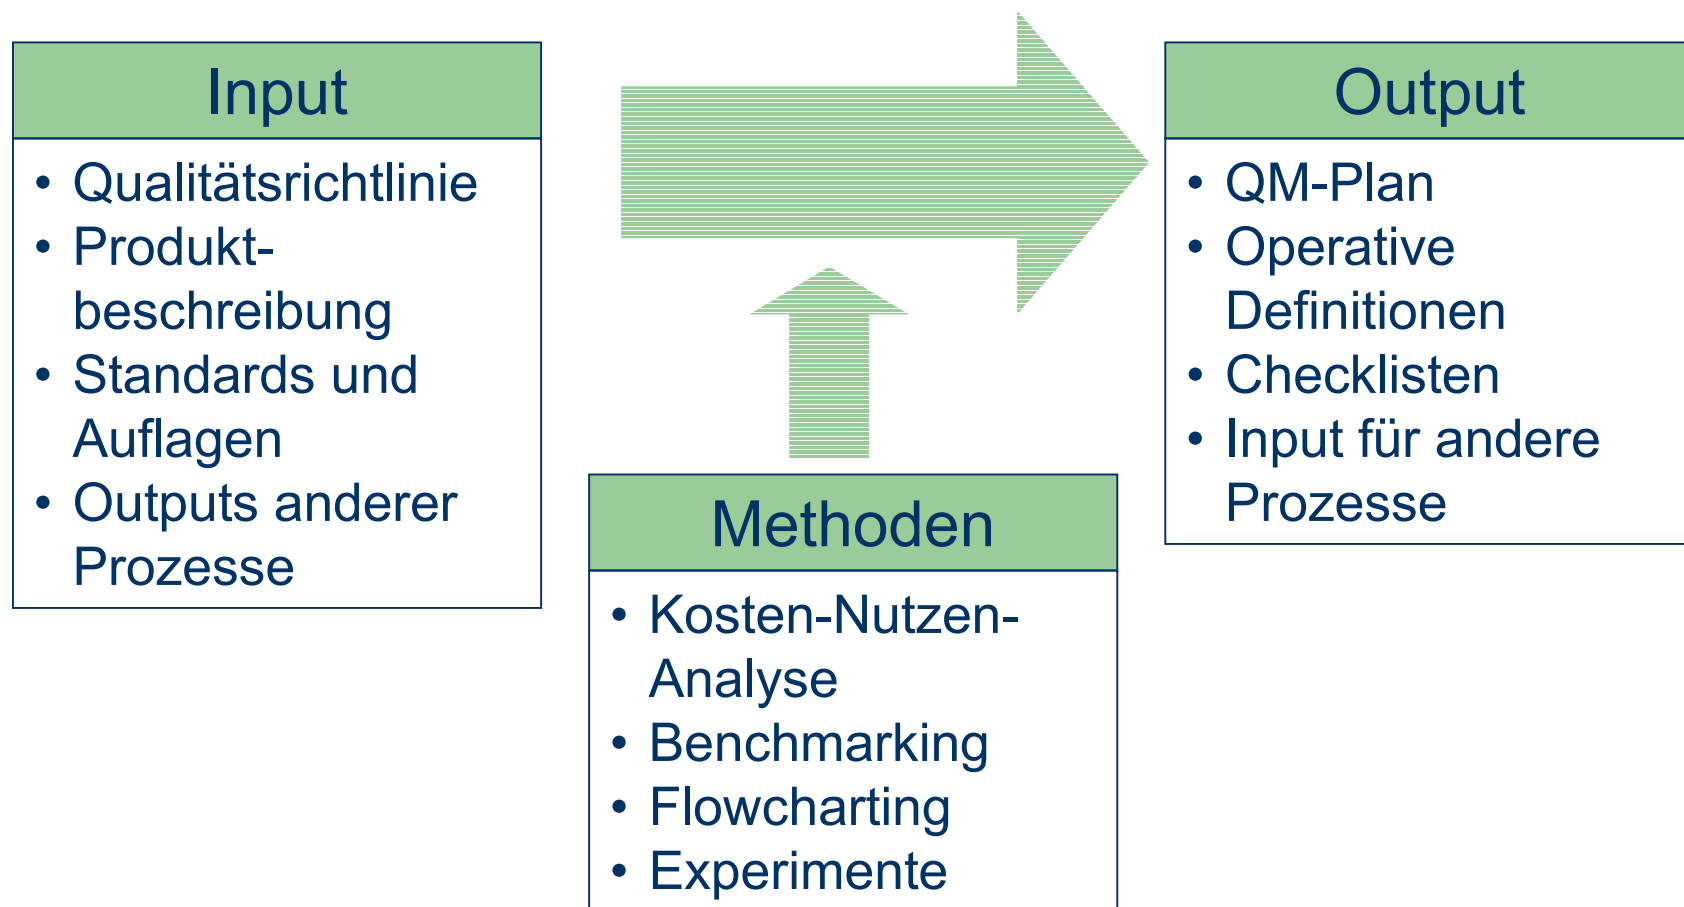 Input
• Qualitätsrichtlinie
• Produkt-
beschreibung
• Standards und
Auflagen
• Outputs anderer
Prozesse
Methoden
• Kosten-Nutzen-
Analyse
• Benchmarking
• Flowcharting
• Experimente
Output
• QM-Plan
• Operative
Definitionen
• Checklisten
• Input für andere
Prozesse